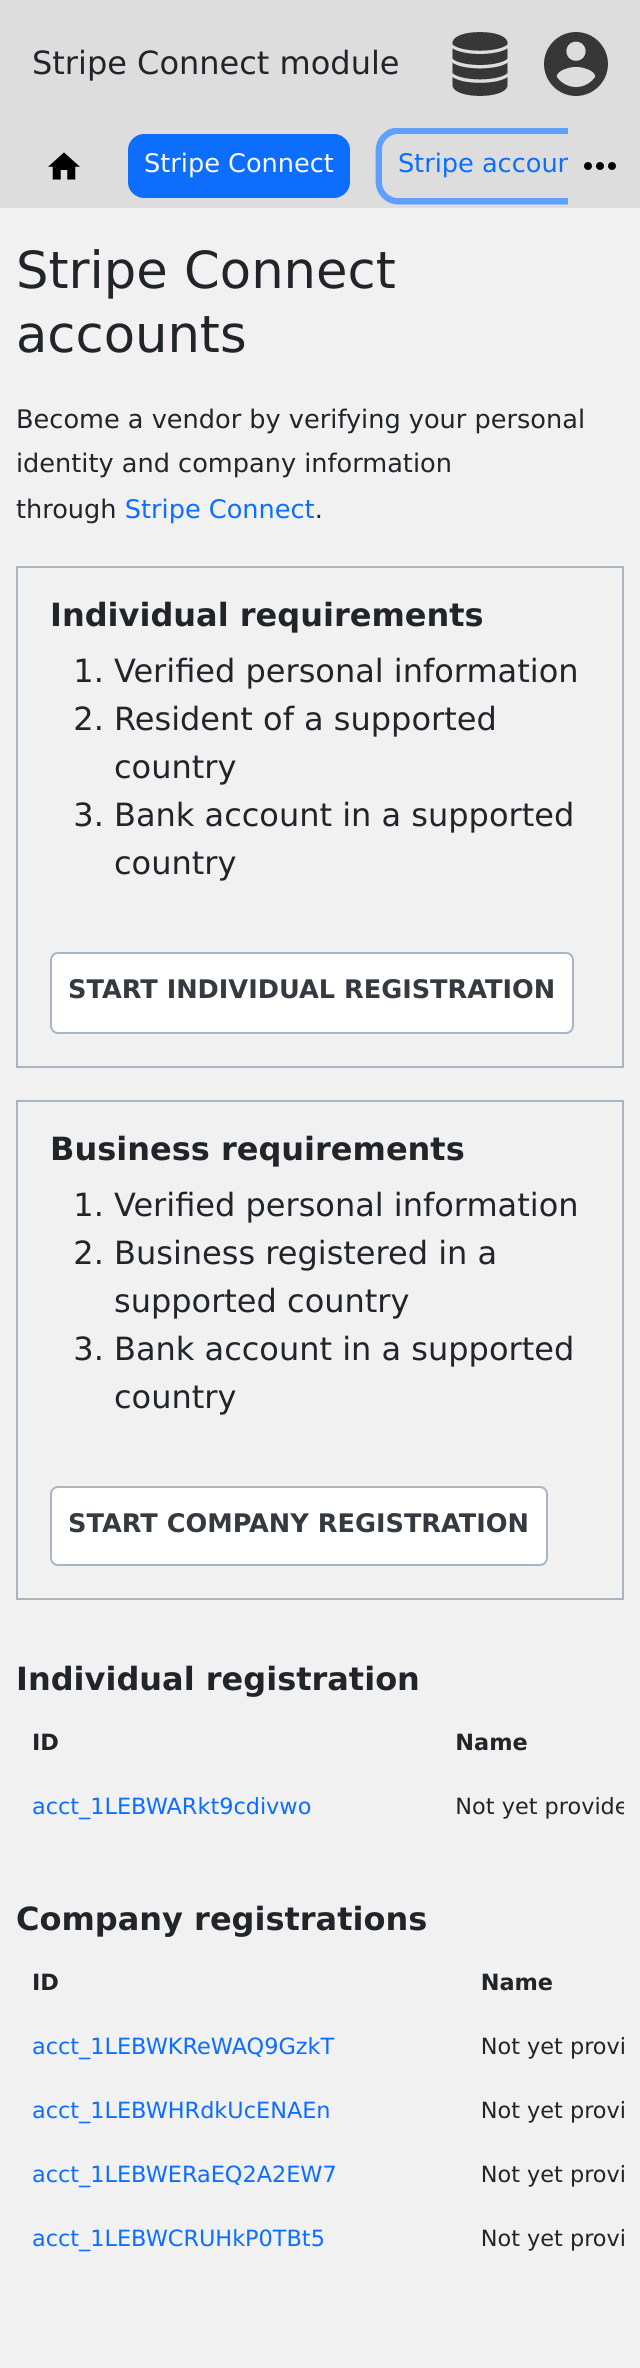 Stripe Connect module
Stripe Connect
Stripe accour
Stripe Connect
accounts
Become a vendor by verifying your personal
identity and company information
through Stripe Connect.
Individual requirements
1. Verified personal information
2. Resident of a supported
country
3. Bank account in a supported
country
START INDIVIDUAL REGISTRATION
Business requirements
1. Verified personal information
2. Business registered in a
supported country
3. Bank account in a supported
country
START COMPANY REGISTRATION
Individual registration
ID Name
acct_1LEBWARkt9cdivwo Not yet provide
Company registrations
ID Name
acct_1LEBWKReWAQ9GzkT Not yet provi
acct_1LEBWHRdkUcENAEn Not yet provi
acct_1LEBWERaEQ2A2EW7 Not yet provi
acct_1LEBWCRUHkP0TBt5 Not yet provi